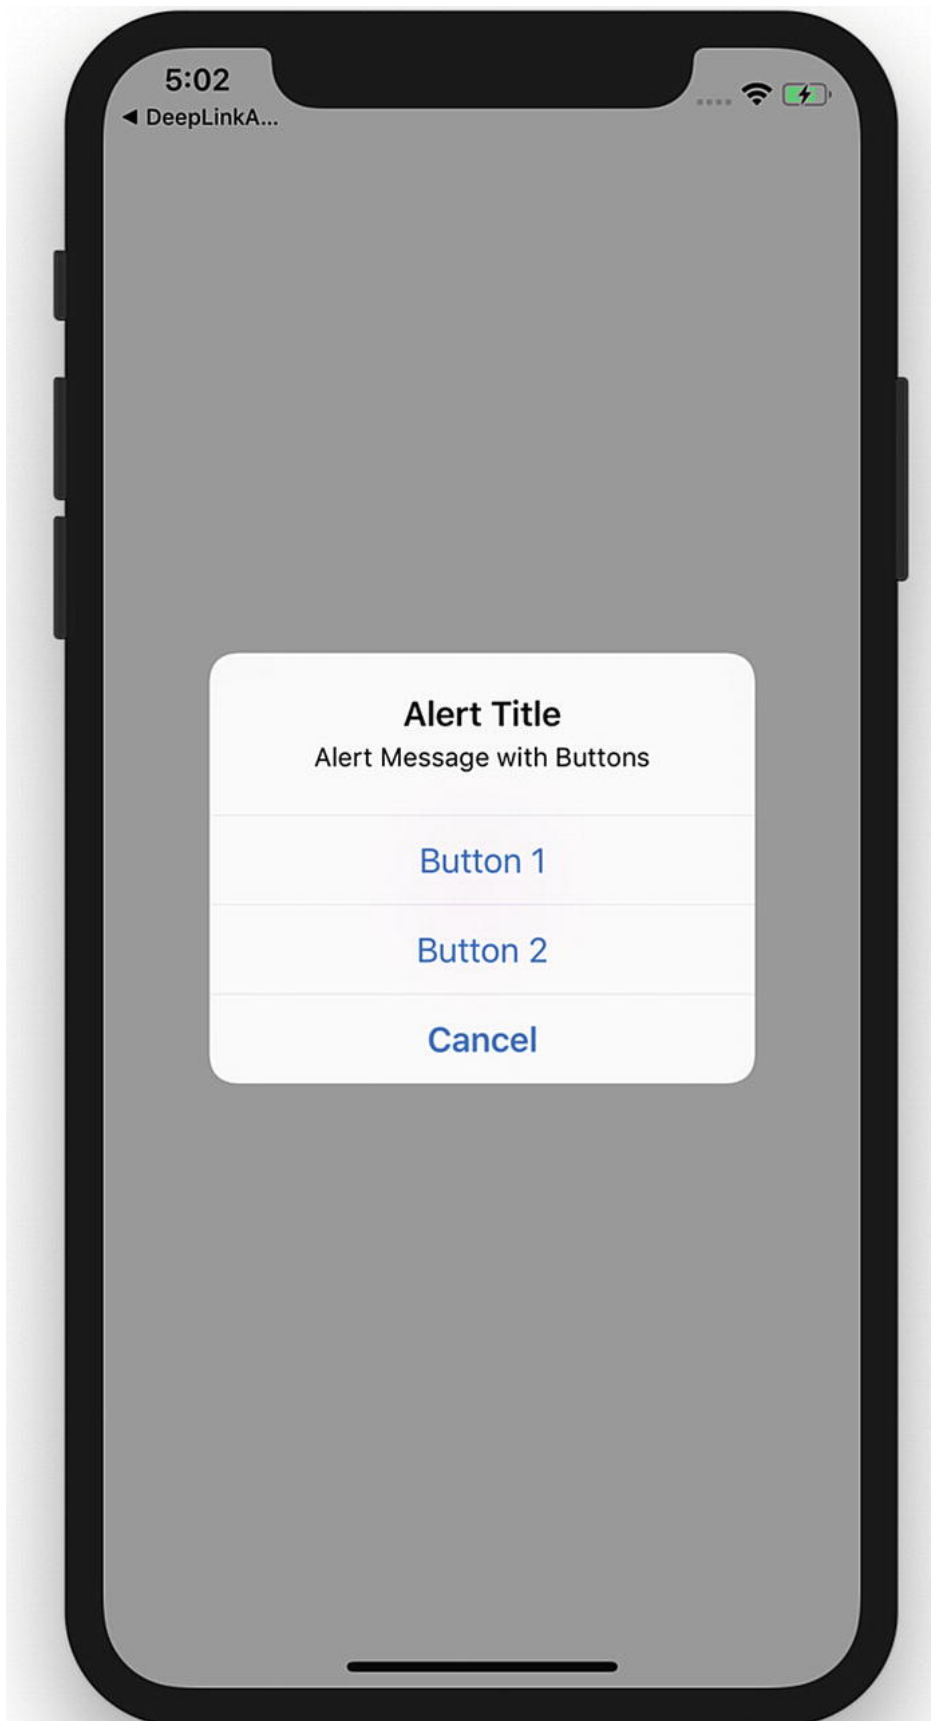 5:02
◀ DeepLinkA...
Alert Title
Alert Message with Buttons
Button 1
Button 2
Cancel